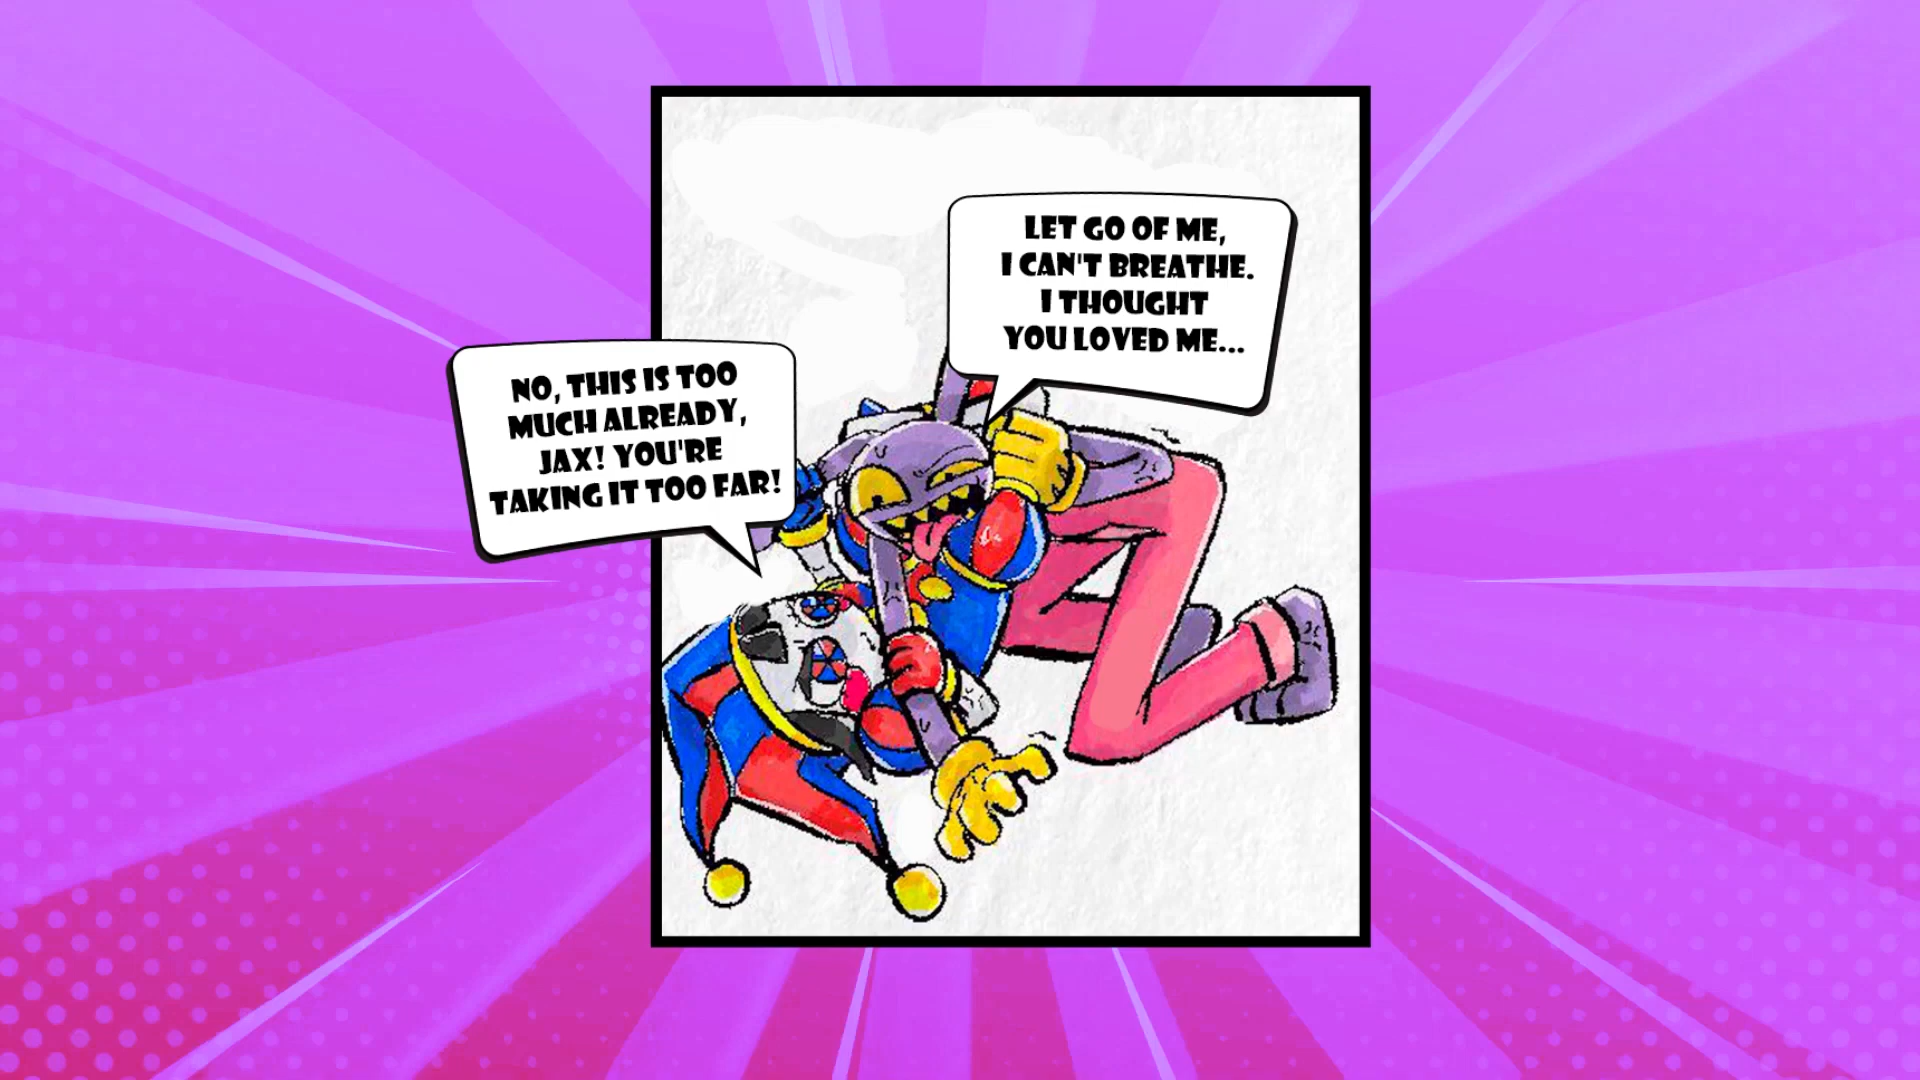 LET GO OF ME,
I CAN'T BREATHE.
I THOUGHT
YOU LOVED ME...
NO, THIS IS TOO
MUCH ALREADY,
JAX! YOU'RE
TAKING IT TOO FAR!